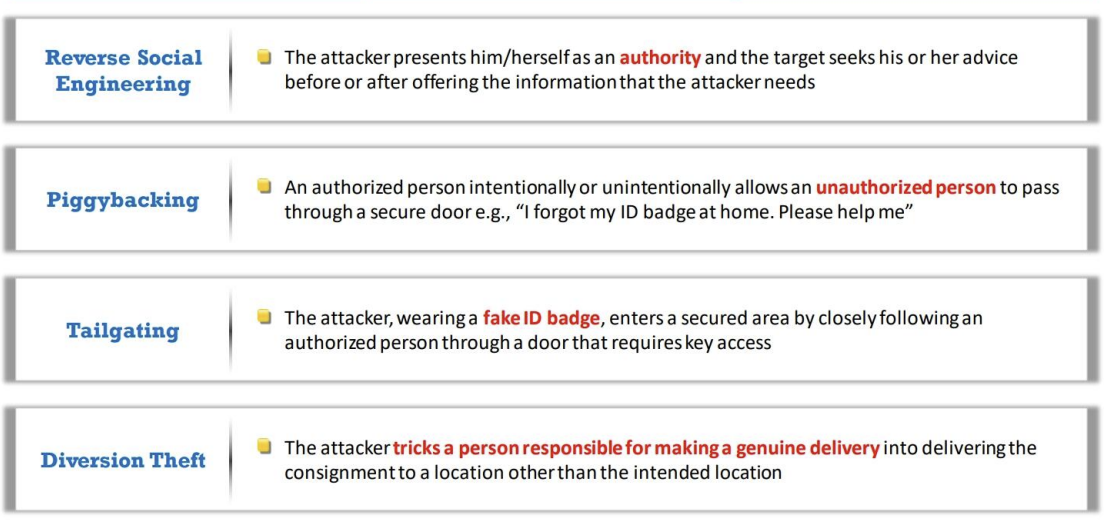 Reverse Social
Engineering
The attacker presents him/herself as an authority and the target seeks his or her advice
before or after offering the information that the attacker needs
Piggybacking
An authorized person intentionally or unintentionally allows an unauthorized person to pass
through a secure door e.g., “I forgot my ID badge at home. Please help me”
Tailgating
The attacker, wearing a fake ID badge, enters a secured area by closely following an
authorized person through a door that requires key access
Diversion Theft
The attacker tricks a person responsible for making a genuine delivery into delivering the
consignment to a location other than the intended location